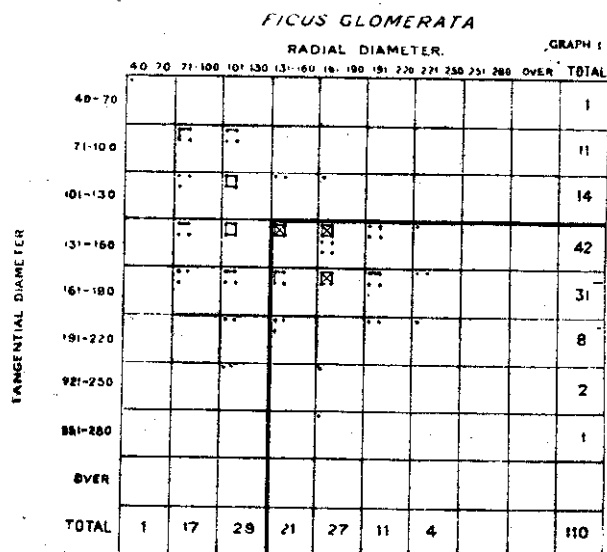 FICUS GLOMERATA
RADIAL DIAMETER.
GRAPH
40 70 71-100 101-130 131-160 161-190 191-220 221-250 251-280 OVER TOTAL
TANGENTIAL DIAMETER
40-70 1
71-100 11
101-130 14
131-160 42
161-180 31
191-220 8
921-250 2
251-280 1
OVER
TOTAL 1 17 29 21 27 11 4 110